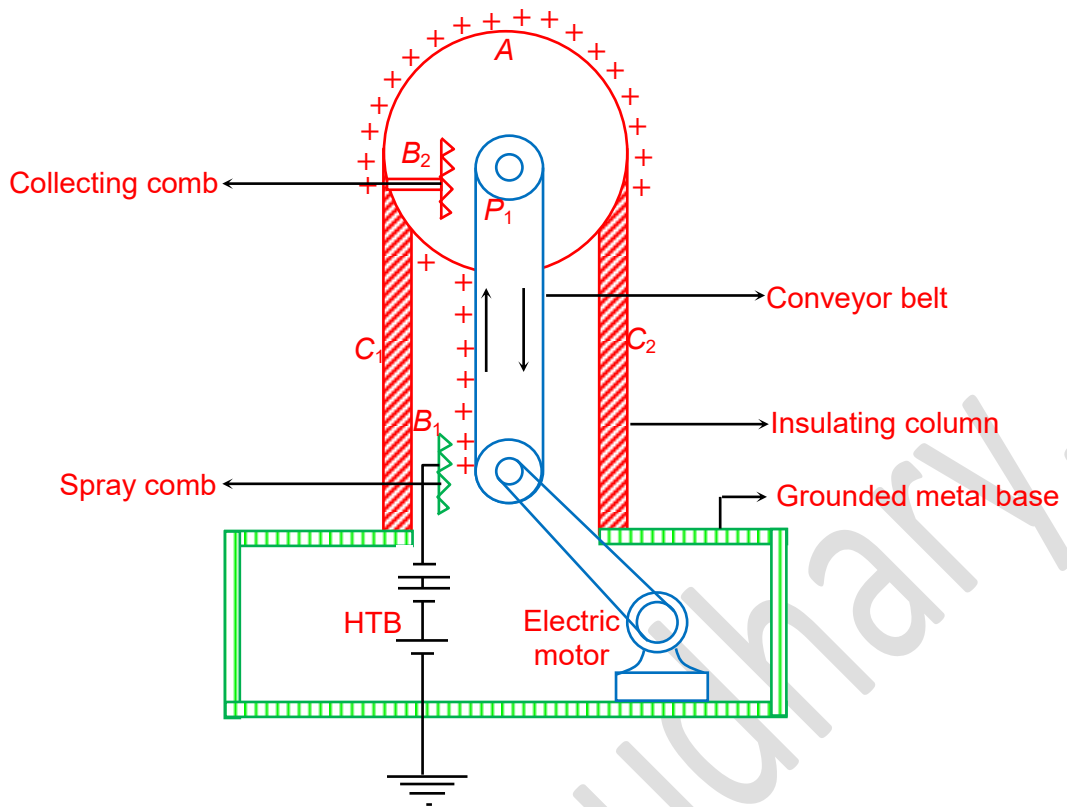 A
B2
Collecting comb
P1
Conveyor belt
C1
C2
B1
Insulating column
Spray comb
Grounded metal base
HTB
Electric
motor